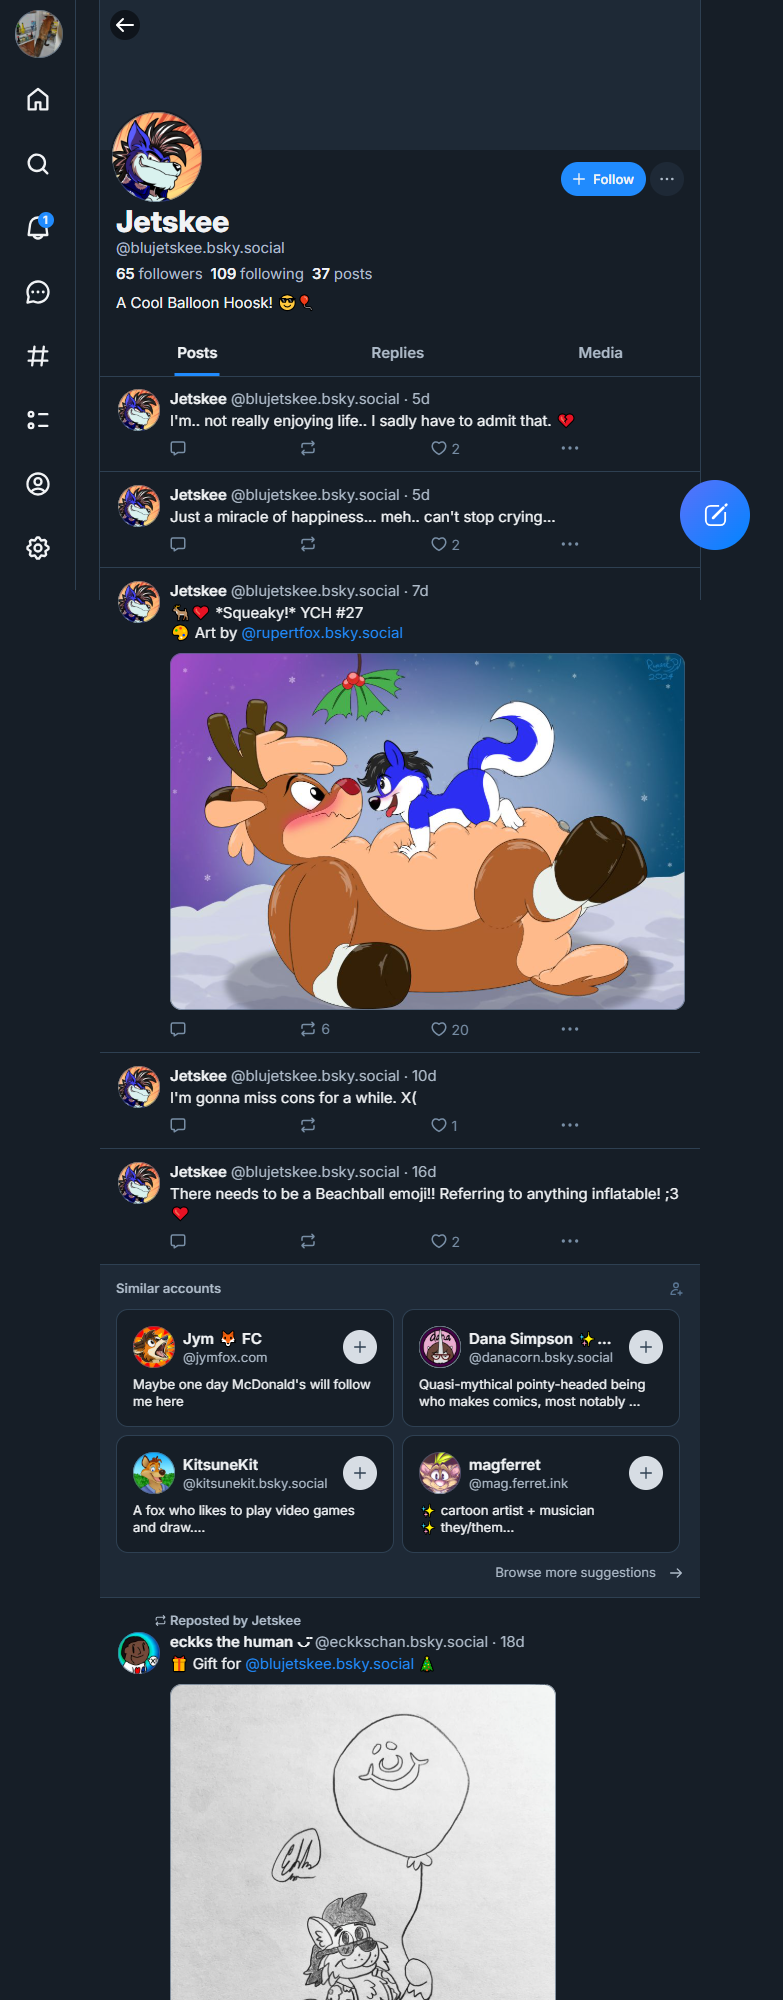 1
Follow
Jetskee
@blujetskee.bsky.social
65 followers 109 following 37 posts
A Cool Balloon Hoosk! 😎🎈
Posts Replies Media
Jetskee @blujetskee.bsky.social · 5d
I'm.. not really enjoying life.. I sadly have to admit that. 💔
2
Jetskee @blujetskee.bsky.social · 5d
Just a miracle of happiness... meh.. can't stop crying...
2
Jetskee @blujetskee.bsky.social · 7d
🐐❤️ *Squeaky!* YCH #27
🎨 Art by @rupertfox.bsky.social
6 20
Jetskee @blujetskee.bsky.social · 10d
I'm gonna miss cons for a while. X(
1
Jetskee @blujetskee.bsky.social · 16d
There needs to be a Beachball emoji!! Referring to anything inflatable! ;3
❤️
2
Similar accounts
Jym 🦊 FC
@jymfox.com
Maybe one day McDonald's will follow
me here
Dana Simpson ✨...
@danacorn.bsky.social
Quasi-mythical pointy-headed being
who makes comics, most notably ...
KitsuneKit
@kitsunekit.bsky.social
A fox who likes to play video games
and draw....
magferret
@mag.ferret.ink
✨ cartoon artist + musician
✨ they/them...
Browse more suggestions →
Reposted by Jetskee
eckks the human @eckkschan.bsky.social · 18d
🎁 Gift for @blujetskee.bsky.social 🎄